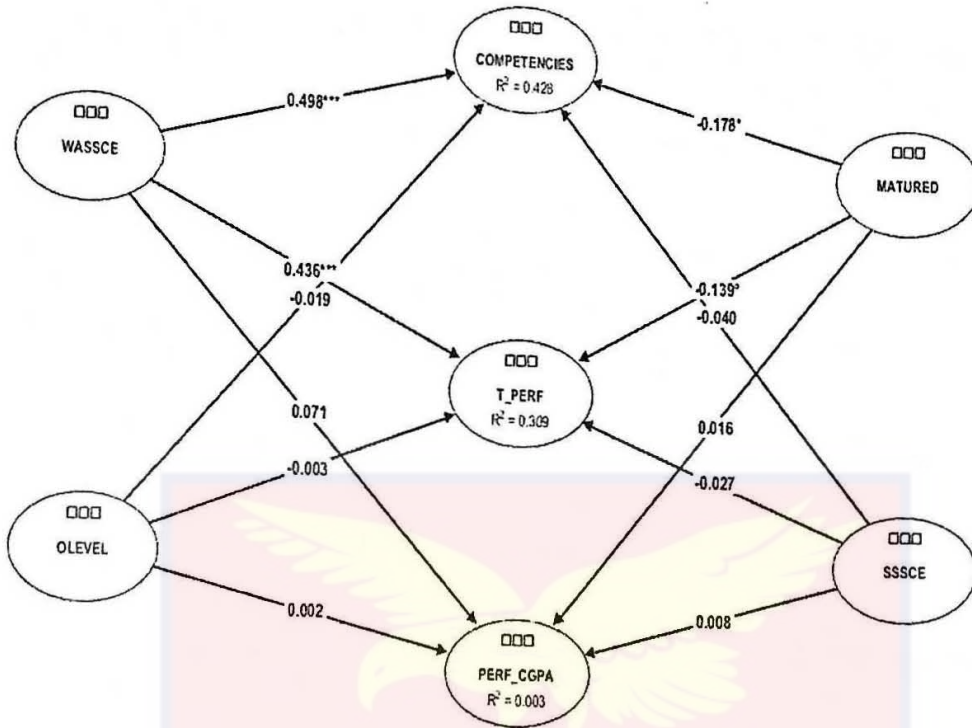 COMPETENCIES
R² = 0.428
WASSCE
0.498***
-0.178*
MATURED
0.436***
-0.019
-0.139*
-0.040
T_PERF
R² = 0.309
0.071
0.016
-0.003
-0.027
OLEVEL
SSSCE
0.002
0.008
PERF_CGPA
R² = 0.003